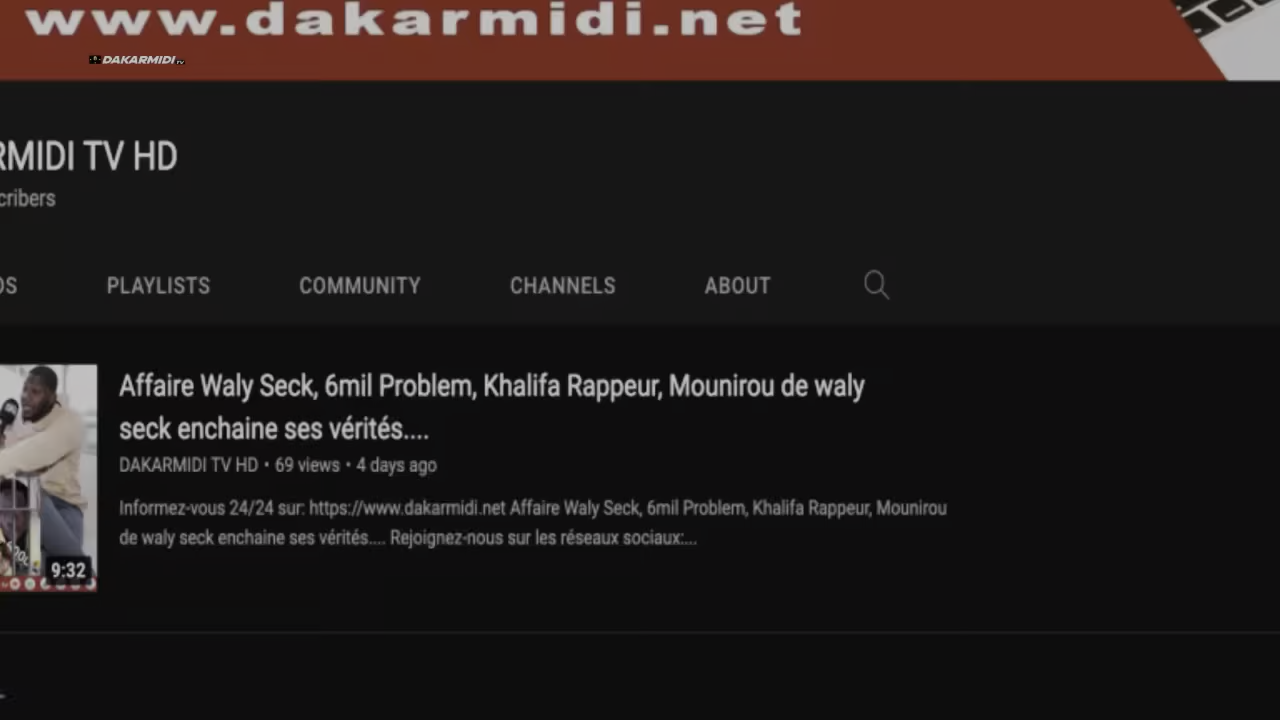 www.dakarmidi.net
DAKARMIDI TV
RMIDI TV HD
cribers
OS
PLAYLISTS
COMMUNITY
CHANNELS
ABOUT
Affaire Waly Seck, 6mil Problem, Khalifa Rappeur, Mounirou de waly
seck enchaine ses vérités....
DAKARMIDI TV HD • 69 views • 4 days ago
Informez-vous 24/24 sur: https://www.dakarmidi.net Affaire Waly Seck, 6mil Problem, Khalifa Rappeur, Mounirou
de waly seck enchaine ses vérités.... Rejoignez-nous sur les réseaux sociaux:...
9:32